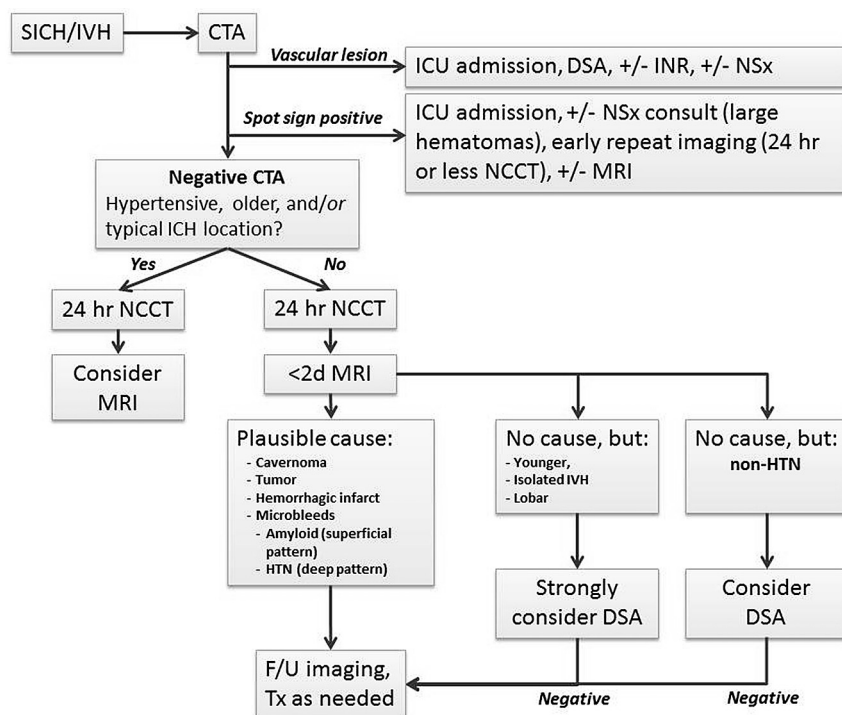 SICH/IVH
CTA
Vascular lesion
ICU admission, DSA, +/- INR, +/- NSx
Spot sign positive
ICU admission, +/- NSx consult (large
hematomas), early repeat imaging (24 hr
or less NCCT), +/- MRI
Negative CTA
Hypertensive, older, and/or
typical ICH location?
Yes
No
24 hr NCCT
24 hr NCCT
Consider
MRI
<2d MRI
Plausible cause:
- Cavernoma
- Tumor
- Hemorrhagic infarct
- Microbleeds
- Amyloid (superficial
pattern)
- HTN (deep pattern)
No cause, but:
- Younger,
- Isolated IVH
- Lobar
No cause, but:
non-HTN
Strongly
consider DSA
Consider
DSA
F/U imaging,
Tx as needed
Negative
Negative